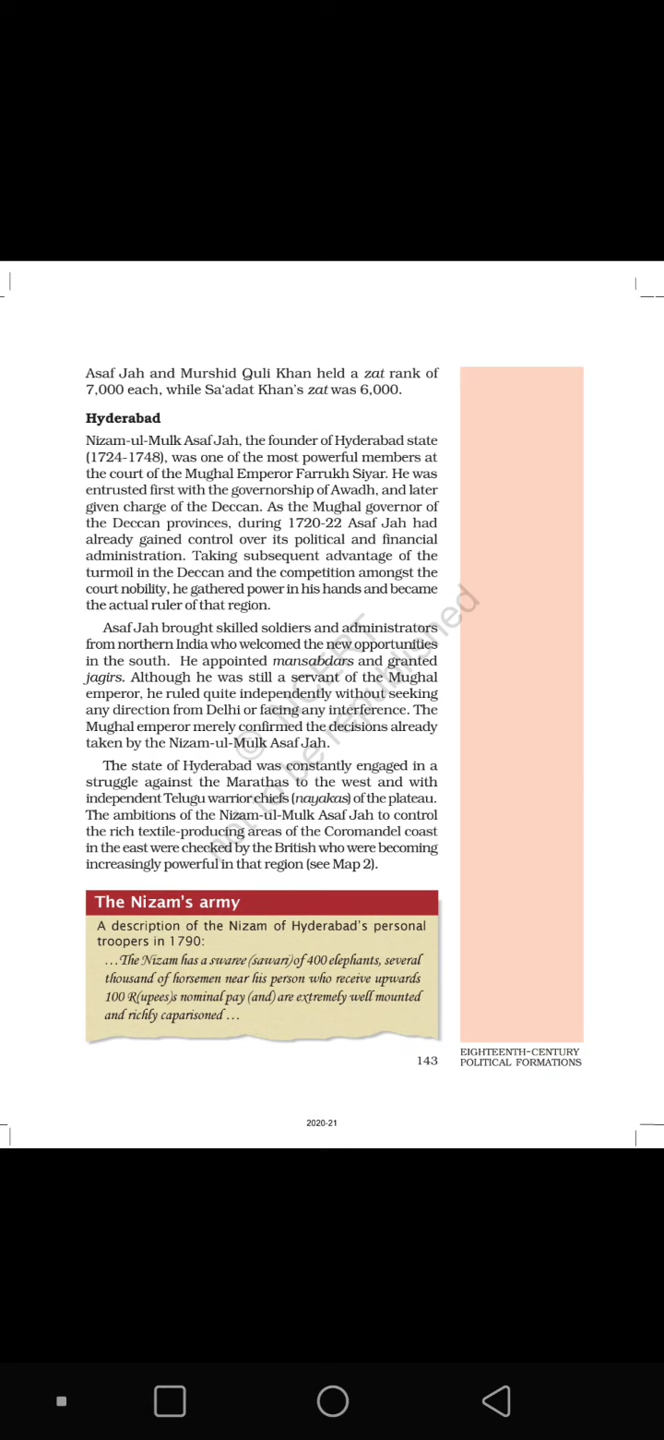 Asaf Jah and Murshid Quli Khan held a zat rank of
7,000 each, while Sa'adat Khan's zat was 6,000.
Hyderabad
Nizam-ul-Mulk Asaf Jah, the founder of Hyderabad state
(1724-1748), was one of the most powerful members at
the court of the Mughal Emperor Farrukh Siyar. He was
entrusted first with the governorship of Awadh, and later
given charge of the Deccan. As the Mughal governor of
the Deccan provinces, during 1720-22 Asaf Jah had
already gained control over its political and financial
administration. Taking subsequent advantage of the
turmoil in the Deccan and the competition amongst the
court nobility, he gathered power in his hands and became
the actual ruler of that region.
Asaf Jah brought skilled soldiers and administrators
from northern India who welcomed the new opportunities
in the south. He appointed mansabdars and granted
jagirs. Although he was still a servant of the Mughal
emperor, he ruled quite independently without seeking
any direction from Delhi or facing any interference. The
Mughal emperor merely confirmed the decisions already
taken by the Nizam-ul-Mulk Asaf Jah.
The state of Hyderabad was constantly engaged in a
struggle against the Marathas to the west and with
independent Telugu warrior chiefs (nayakas) of the plateau.
The ambitions of the Nizam-ul-Mulk Asaf Jah to control
the rich textile-producing areas of the Coromandel coast
in the east were checked by the British who were becoming
increasingly powerful in that region (see Map 2).
© NCERT
not to be republished
The Nizam's army
A description of the Nizam of Hyderabad's personal
troopers in 1790:
…The Nizam has a swaree (sawari) of 400 elephants, several
thousand of horsemen near his person who receive upwards
100 R(upees)s nominal pay (and) are extremely well mounted
and richly caparisoned …
143
EIGHTEENTH-CENTURY
POLITICAL FORMATIONS
2020-21